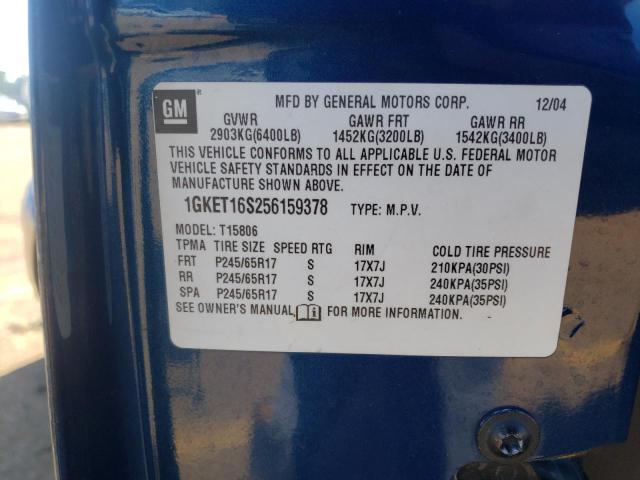 GM
MFD BY GENERAL MOTORS CORP. 12/04
GVWR GAWR FRT GAWR RR
2903KG(6400LB) 1452KG(3200LB) 1542KG(3400LB)
THIS VEHICLE CONFORMS TO ALL APPLICABLE U.S. FEDERAL MOTOR
VEHICLE SAFETY STANDARDS IN EFFECT ON THE DATE OF
MANUFACTURE SHOWN ABOVE.
1GKET16S256159378 TYPE: M.P.V.
MODEL: T15806
TPMA TIRE SIZE SPEED RTG RIM COLD TIRE PRESSURE
FRT P245/65R17 S 17X7J 210KPA(30PSI)
RR P245/65R17 S 17X7J 240KPA(35PSI)
SPA P245/65R17 S 17X7J 240KPA(35PSI)
SEE OWNER'S MANUAL FOR MORE INFORMATION.